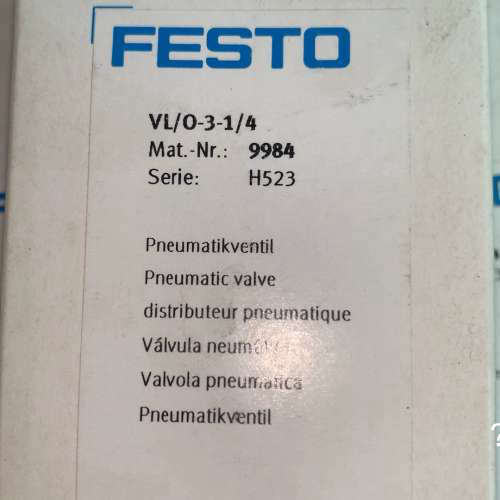 FESTO
VL/O-3-1/4
Mat.-Nr.: 9984
Serie: H523
Pneumatikventil
Pneumatic valve
distributeur pneumatique
Válvula
Valvola pneumatica
Pneumatikventil